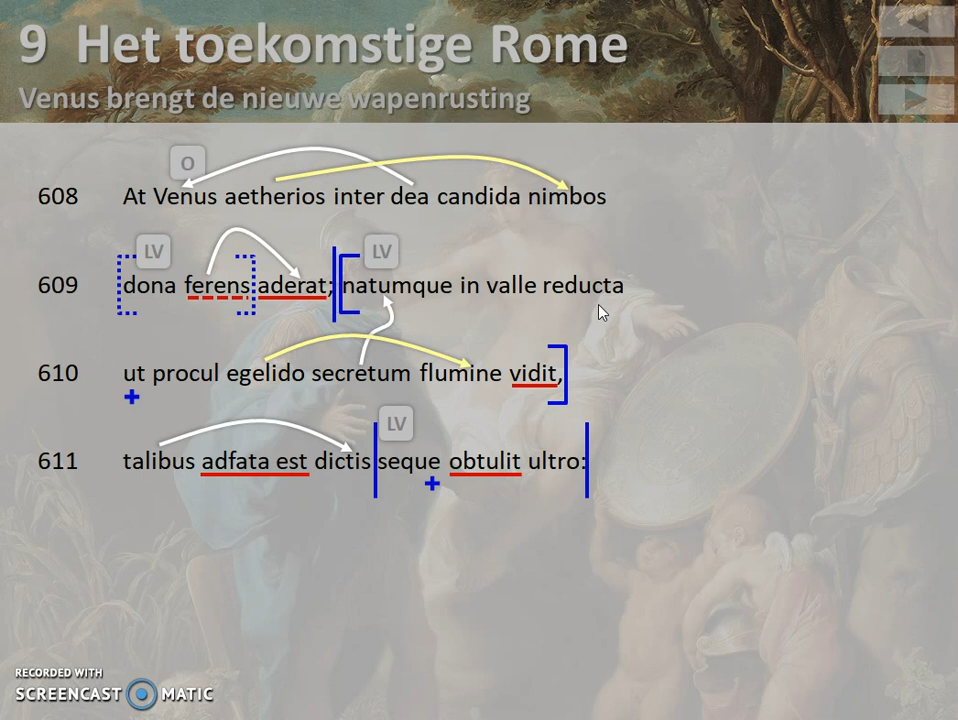 9 Het toekomstige Rome
Venus brengt de nieuwe wapenrusting
O
608 At Venus aetherios inter dea candida nimbos
LV LV
609 dona ferens aderat; natumque in valle reducta
610 ut procul egelido secretum flumine vidit,
LV
611 talibus adfata est dictis seque obtulit ultro:
RECORDED WITH
SCREENCAST MATIC